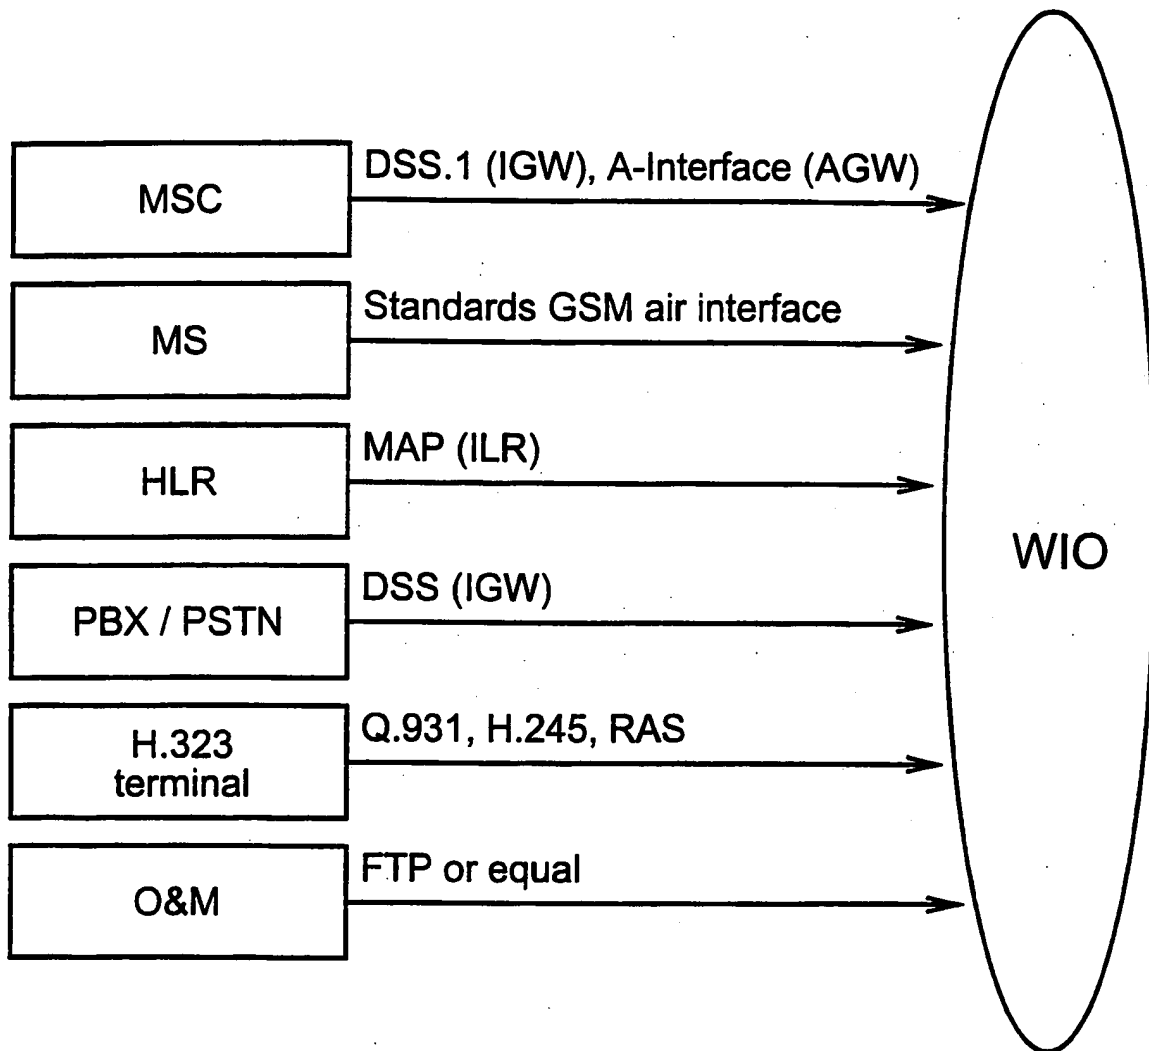 DSS.1 (IGW), A-Interface (AGW)
MSC
Standards GSM air interface
MS
MAP (ILR)
HLR
WIO
DSS (IGW)
PBX / PSTN
Q.931, H.245, RAS
H.323
terminal
FTP or equal
O&M